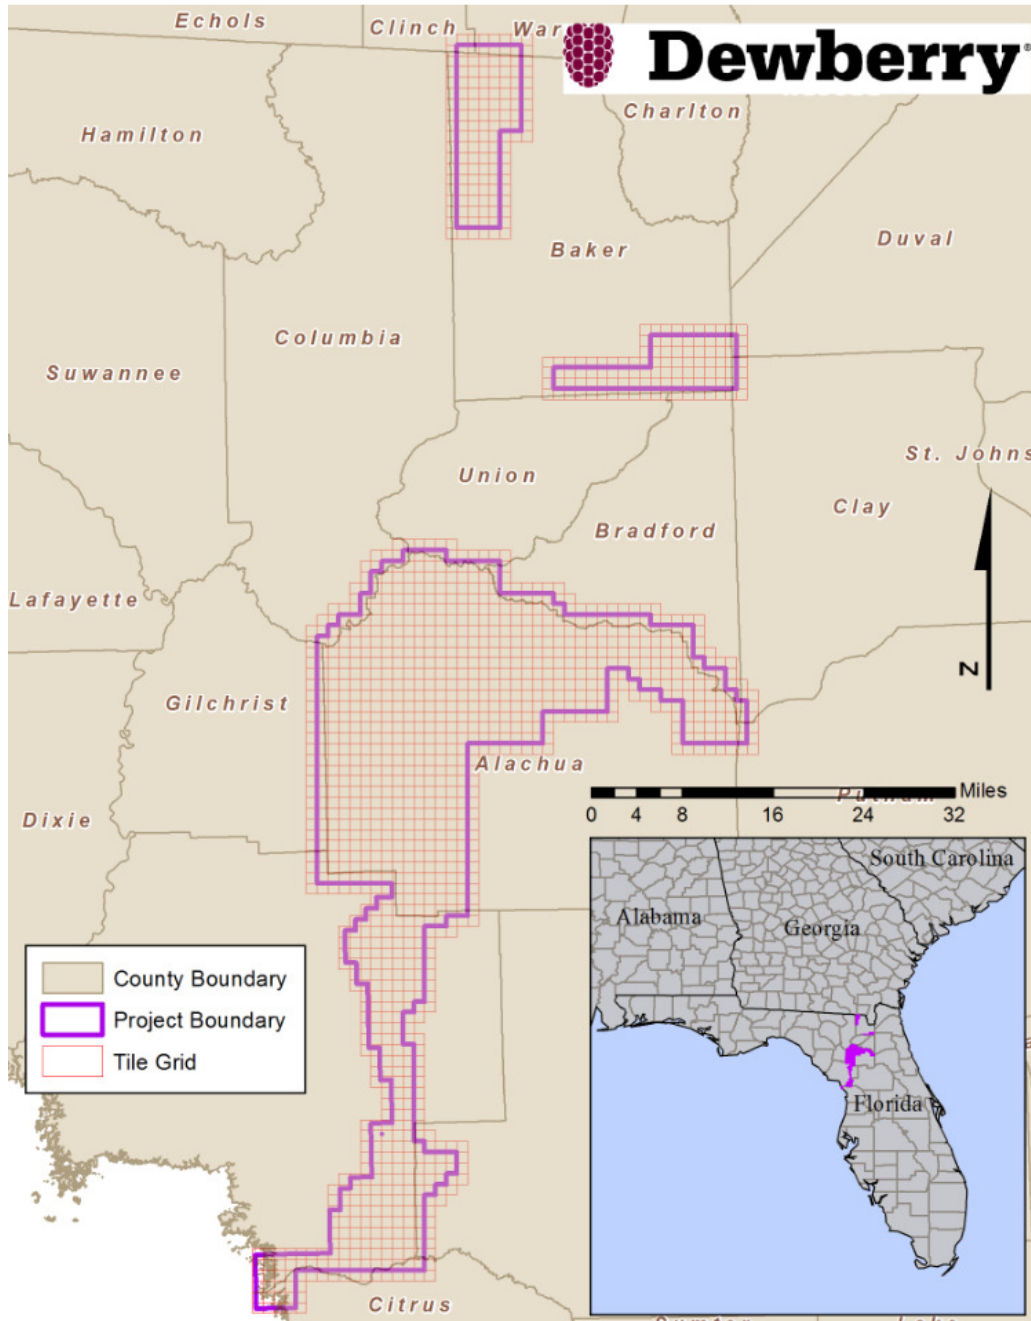 Echols
Clinch
Dewberry
Charlton
Hamilton
Baker
Duval
Columbia
Suwannee
St. Johns
Union
Clay
Bradford
Lafayette
Z
Gilchrist
Alachua
Miles
Dixie
0 4 8 16 24 32
South Carolina
Alabama
Georgia
County Boundary
Project Boundary
Tile Grid
Florida
Citrus